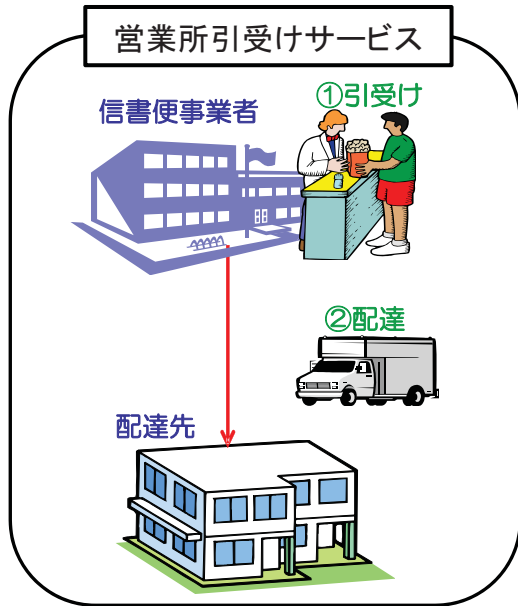 営業所引受けサービス
信書便事業者
①引受け
②配達
配達先